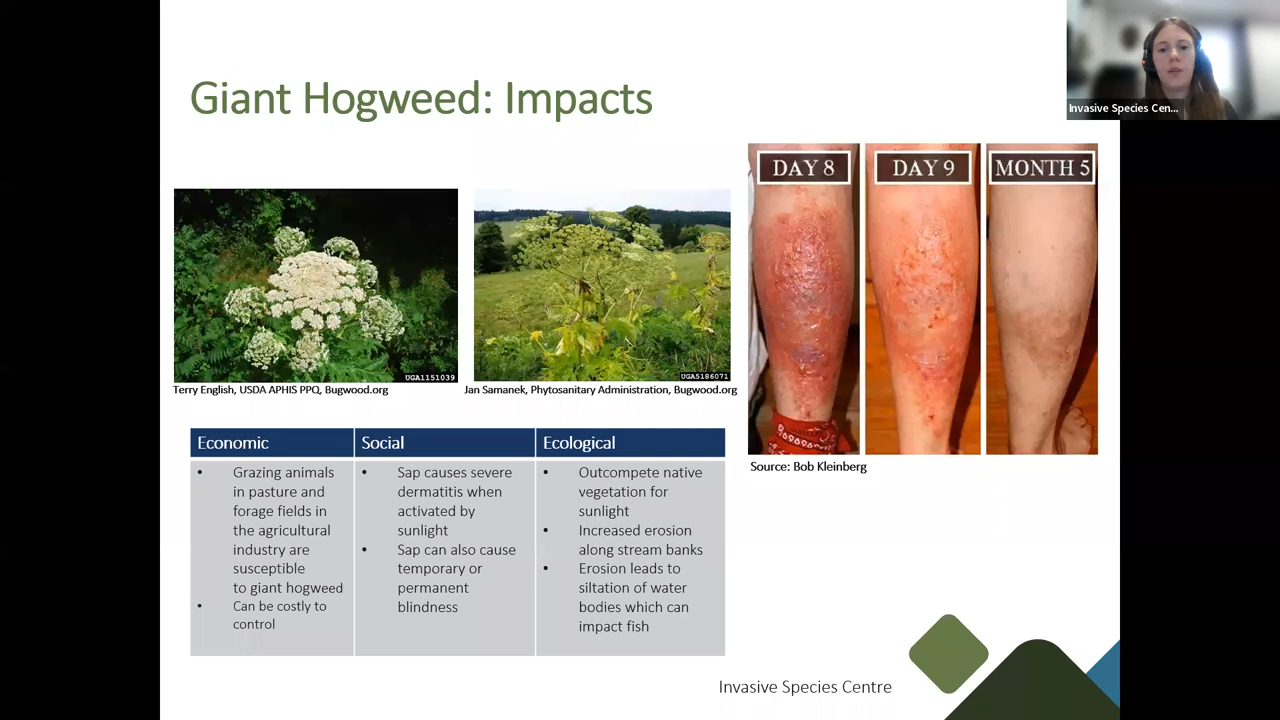 Invasive Species Cen...
Giant Hogweed: Impacts
DAY 8
DAY 9
MONTH 5
UGA1151039
UGA5186071
Terry English, USDA APHIS PPQ, Bugwood.org
Jan Samanek, Phytosanitary Administration, Bugwood.org
Source: Bob Kleinberg
Economic
• Grazing animals
in pasture and
forage fields in
the agricultural
industry are
susceptible
to giant hogweed
• Can be costly to
control
Social
• Sap causes severe
dermatitis when
activated by
sunlight
• Sap can also cause
temporary or
permanent
blindness
Ecological
• Outcompete native
vegetation for
sunlight
• Increased erosion
along stream banks
• Erosion leads to
siltation of water
bodies which can
impact fish
Invasive Species Centre